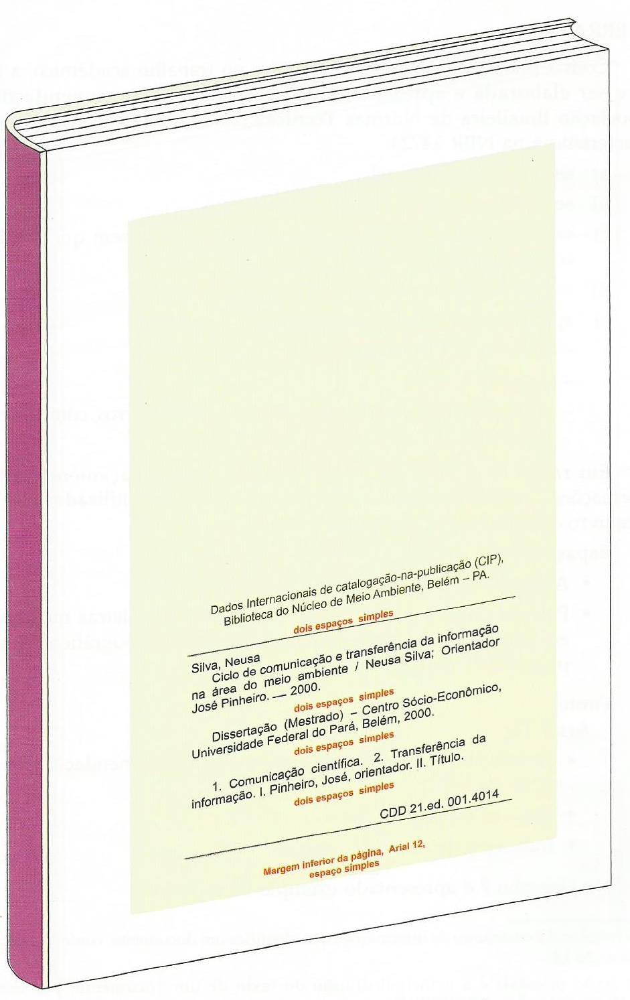 Dados Internacionais de catalogação-na-publicação (CIP),
Biblioteca do Núcleo de Meio Ambiente, Belém – PA.
dois espaços simples
Silva, Neusa
Ciclo de comunicação e transferência da informação
na área do meio ambiente / Neusa Silva; Orientador
José Pinheiro. — 2000.
dois espaços simples
Dissertação (Mestrado) – Centro Sócio-Econômico,
Universidade Federal do Pará, Belém, 2000.
dois espaços simples
1. Comunicação científica. 2. Transferência da
informação. I. Pinheiro, José, orientador. II. Título.
dois espaços simples
CDD 21.ed. 001.4014
Margem inferior da página, Arial 12,
espaço simples